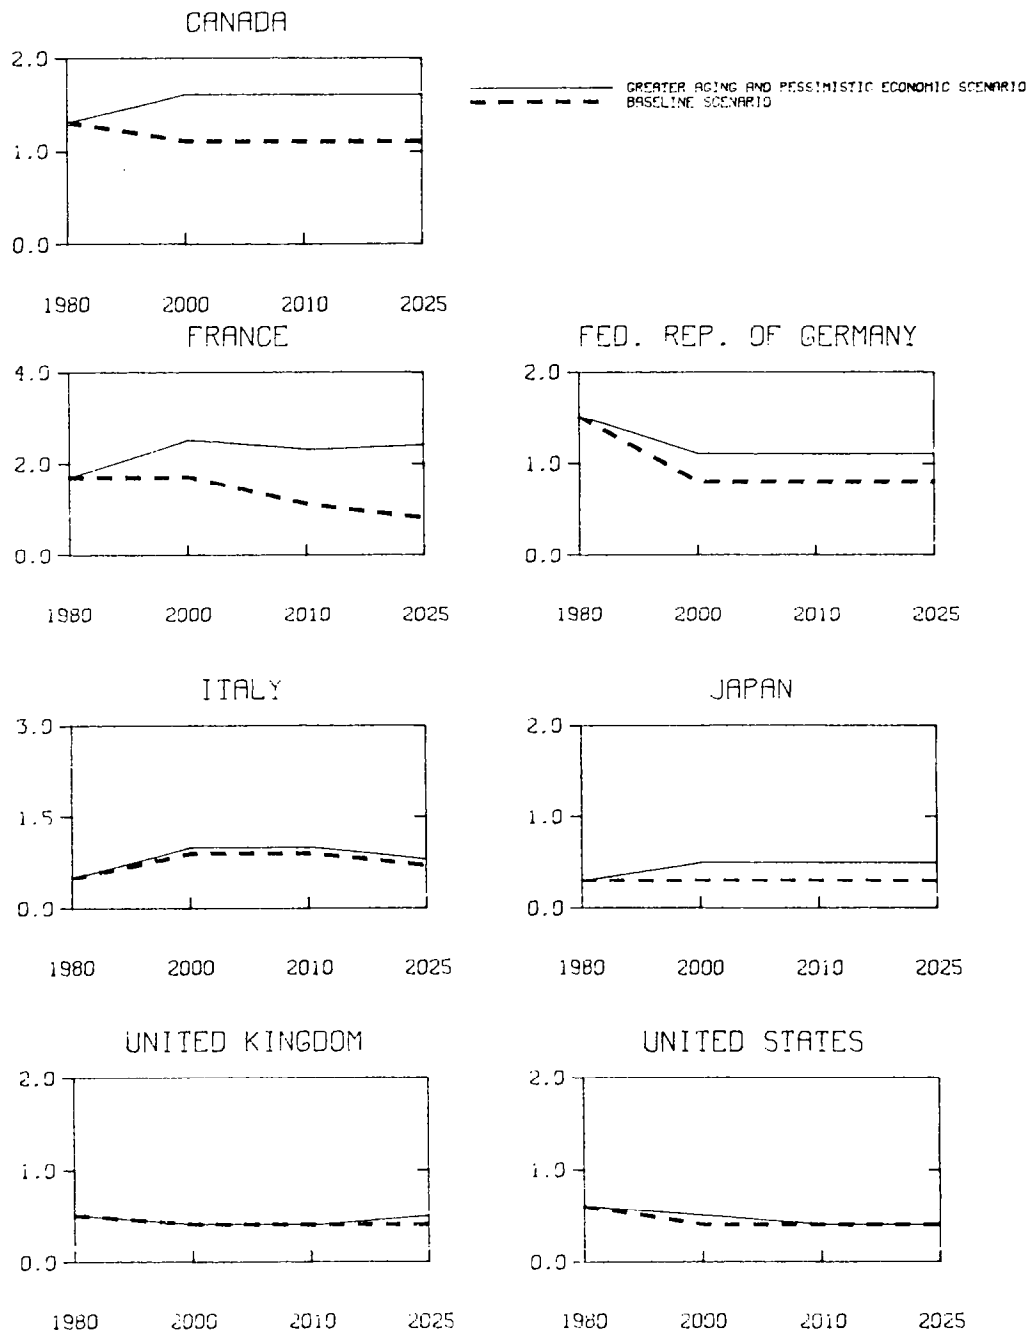 CANADA
2.0
1.0
0.0
1980 2000 2010 2025
GREATER AGING AND PESSIMISTIC ECONOMIC SCENARIO
BASELINE SCENARIO
FRANCE
4.0
2.0
0.0
1980 2000 2010 2025
FED. REP. OF GERMANY
2.0
1.0
0.0
1980 2000 2010 2025
ITALY
3.0
1.5
0.0
1980 2000 2010 2025
JAPAN
2.0
1.0
0.0
1980 2000 2010 2025
UNITED KINGDOM
2.0
1.0
0.0
1980 2000 2010 2025
UNITED STATES
2.0
1.0
0.0
1980 2000 2010 2025